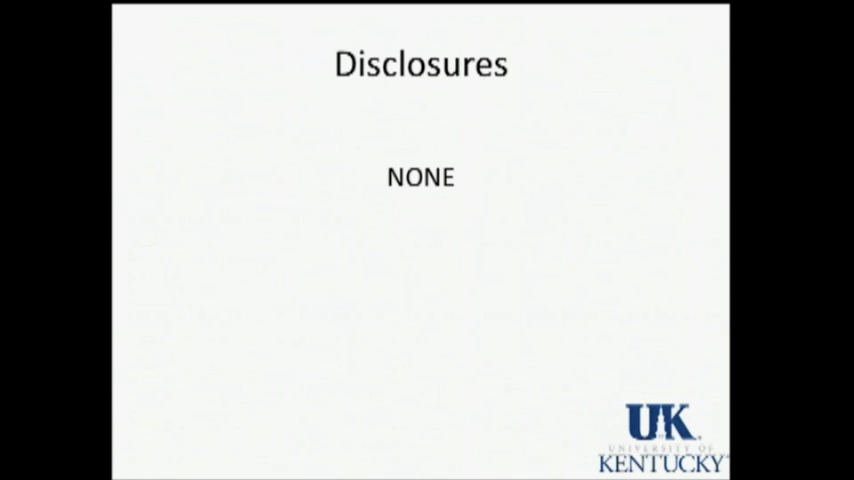 Disclosures
NONE
UK
UNIVERSITY OF
KENTUCKY